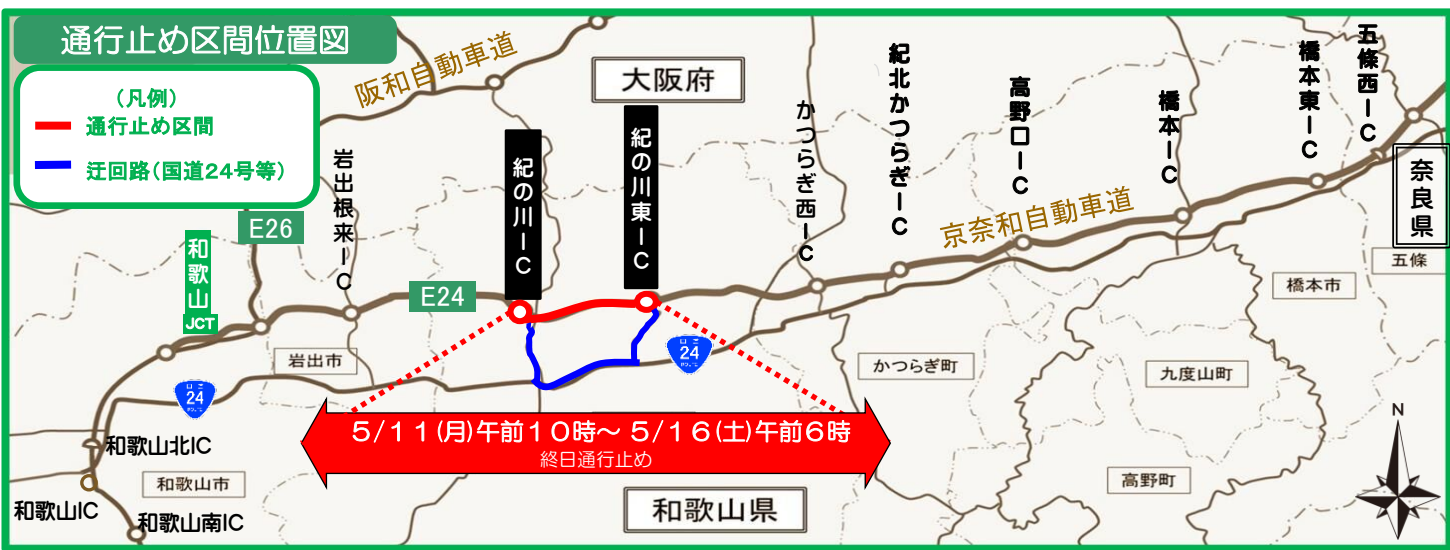 通行止め区間位置図
(凡例)
通行止め区間
迂回路(国道24号等)
阪和自動車道
大阪府
紀の川IC
紀の川東IC
かつらぎ西IC
紀北かつらぎIC
高野口IC
橋本IC
橋本東IC
五條西IC
奈良県
岩出根来IC
E26
和歌山
JCT
E24
京奈和自動車道
五條
橋本市
岩出市
24
かつらぎ町
九度山町
24
5/11(月)午前10時~5/16(土)午前6時
終日通行止め
和歌山北IC
和歌山市
和歌山IC
和歌山南IC
和歌山県
高野町
N